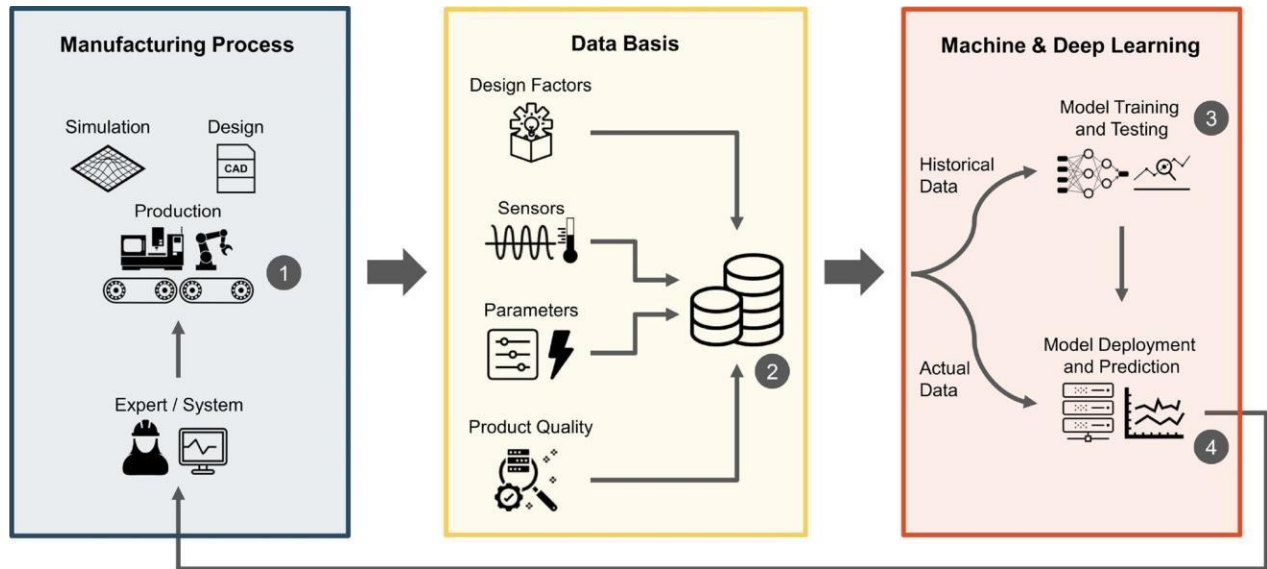 Manufacturing Process
Simulation
Design
CAD
Production
1
Expert / System
Data Basis
Design Factors
Sensors
Parameters
2
Product Quality
Machine & Deep Learning
Model Training
and Testing
3
Historical
Data
Actual
Data
Model Deployment
and Prediction
4